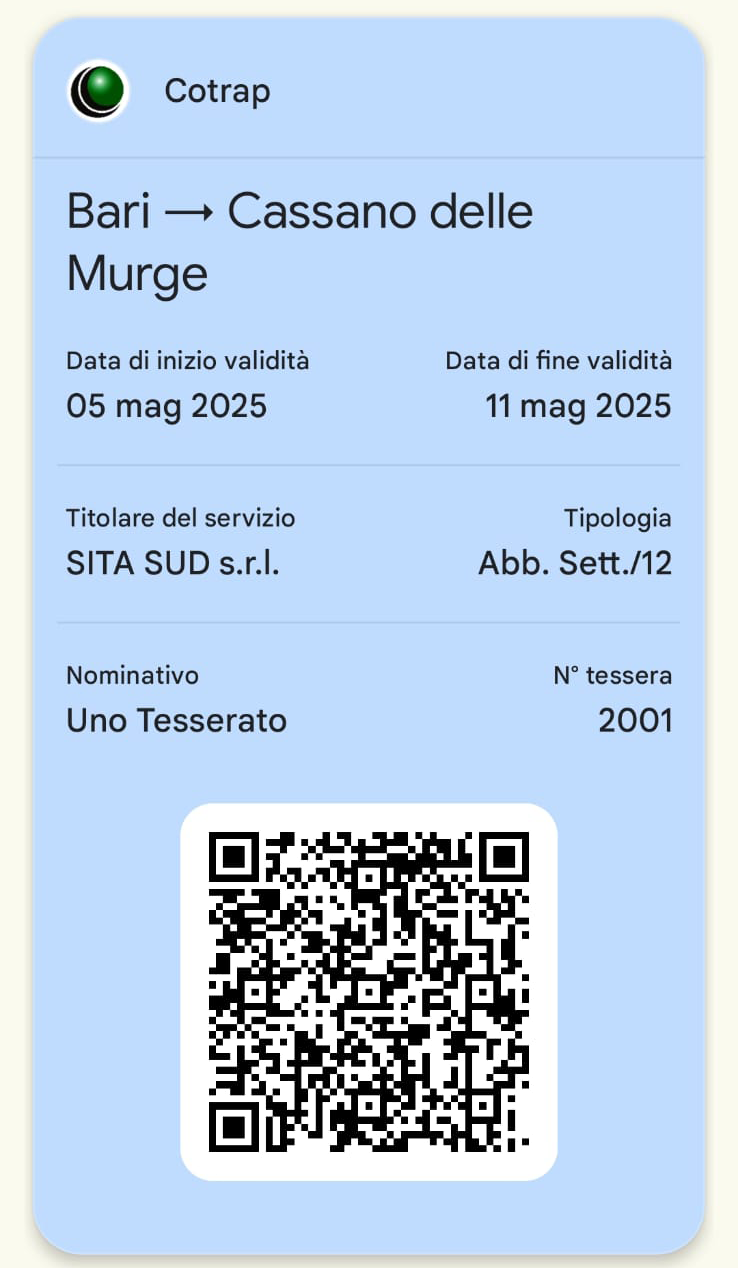 Cotrap
Bari → Cassano delle
Murge
Data di inizio validità Data di fine validità
05 mag 2025 11 mag 2025
Titolare del servizio Tipologia
SITA SUD s.r.l. Abb. Sett./12
Nominativo N° tessera
Uno Tesserato 2001